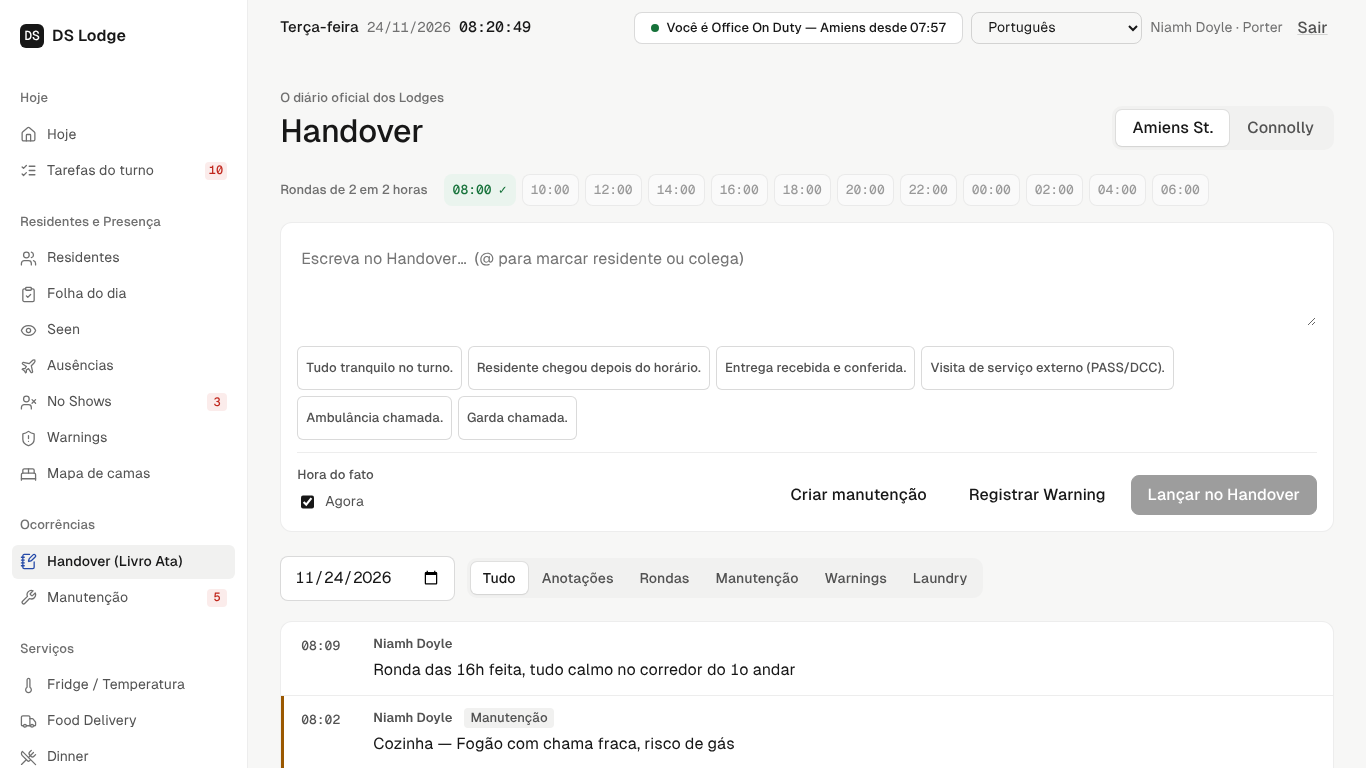 DS DS Lodge
Terça-feira 24/11/2026 08:20:49
Você é Office On Duty — Amiens desde 07:57
Português
Niamh Doyle · Porter
Sair
Hoje
Hoje
Tarefas do turno 10
Residentes e Presença
Residentes
Folha do dia
Seen
Ausências
No Shows 3
Warnings
Mapa de camas
Ocorrências
Handover (Livro Ata)
Manutenção 5
Serviços
Fridge / Temperatura
Food Delivery
Dinner
O diário oficial dos Lodges
Handover
Amiens St. Connolly
Rondas de 2 em 2 horas 08:00 ✓ 10:00 12:00 14:00 16:00 18:00 20:00 22:00 00:00 02:00 04:00 06:00
Escreva no Handover… (@ para marcar residente ou colega)
Tudo tranquilo no turno. Residente chegou depois do horário. Entrega recebida e conferida. Visita de serviço externo (PASS/DCC).
Ambulância chamada. Garda chamada.
Hora do fato
Agora
Criar manutenção Registrar Warning Lançar no Handover
11/24/2026
Tudo Anotações Rondas Manutenção Warnings Laundry
08:09 Niamh Doyle
Ronda das 16h feita, tudo calmo no corredor do 1o andar
08:02 Niamh Doyle Manutenção
Cozinha — Fogão com chama fraca, risco de gás